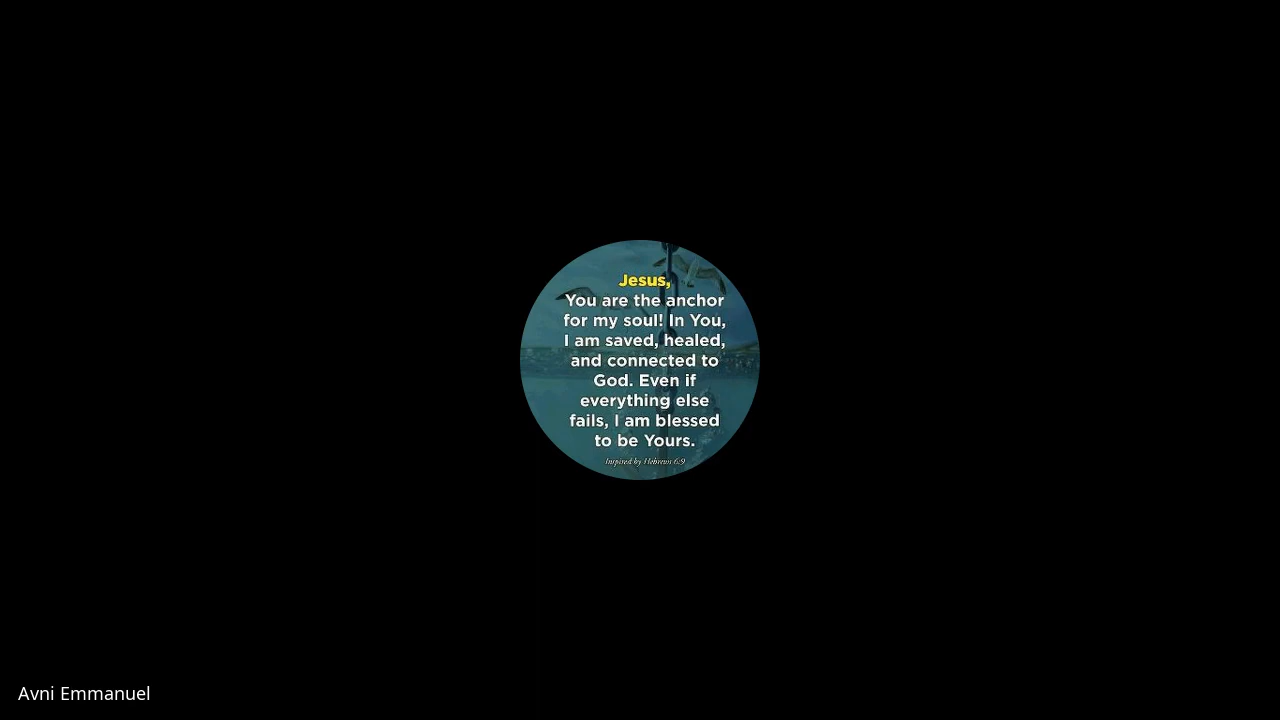 Jesus,
You are the anchor
for my soul! In You,
I am saved, healed,
and connected to
God. Even if
everything else
fails, I am blessed
to be Yours.
Inspired by Hebrews 6:9
Avni Emmanuel